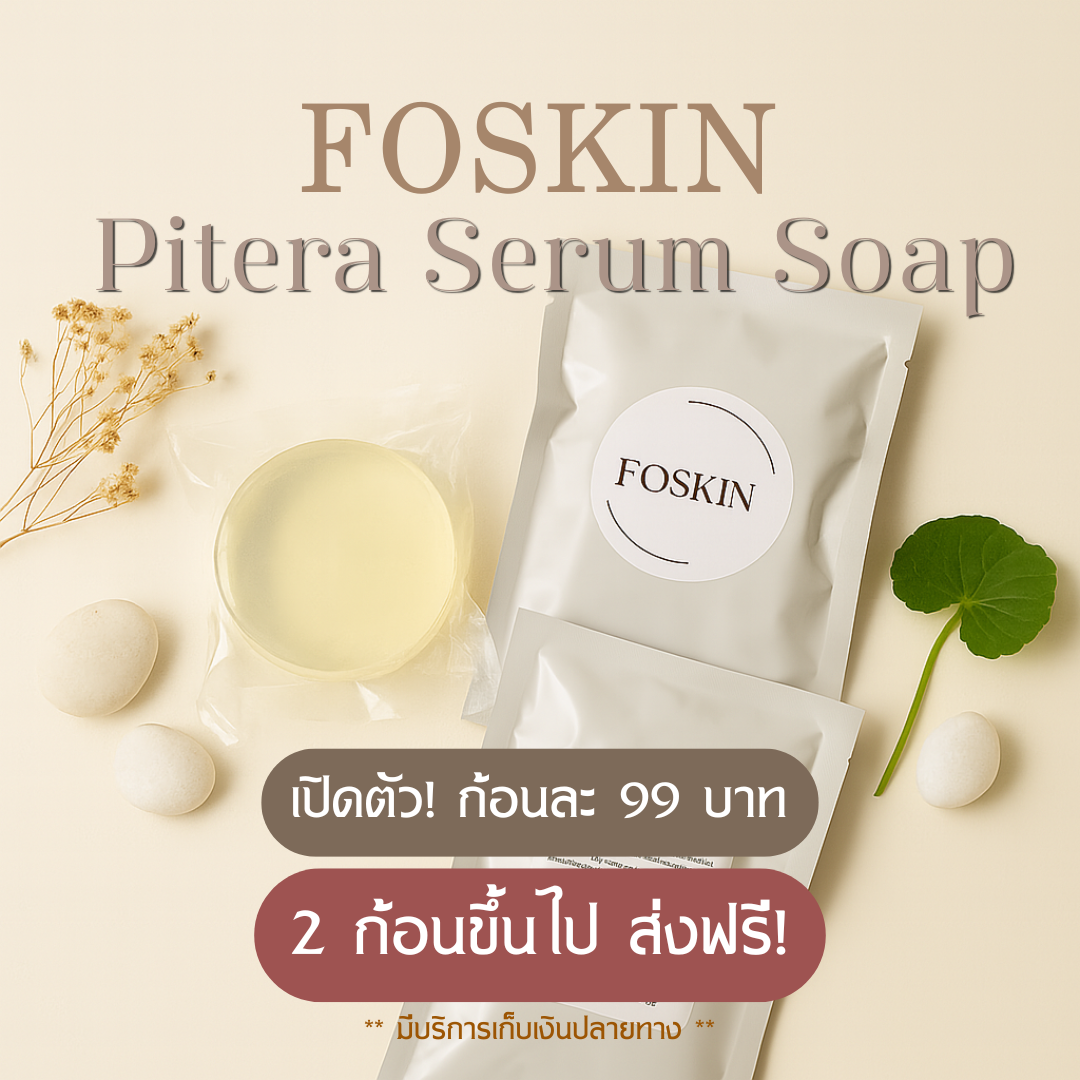 FOSKIN
Pitera Serum Soap
FOSKIN
เปิดตัว! ก้อนละ 99 บาท
2 ก้อนขึ้นไป ส่งฟรี!
** มีบริการเก็บเงินปลายทาง **